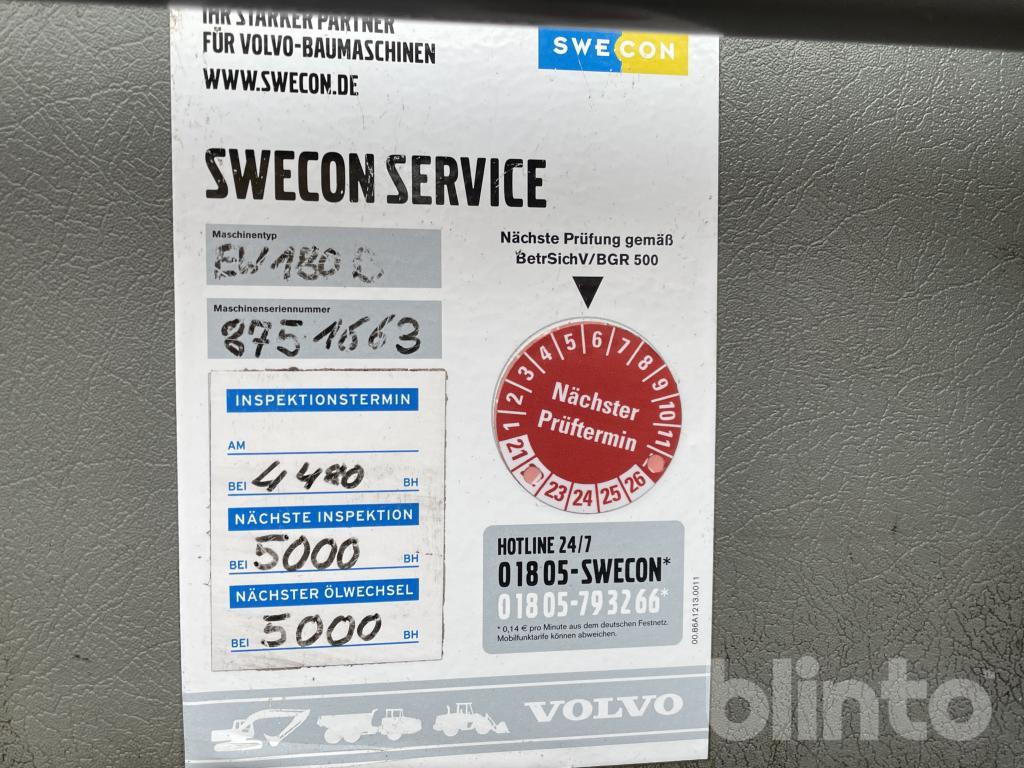 IHR STARKER PARTNER
FÜR VOLVO-BAUMASCHINEN
WWW.SWECON.DE
SWECON
SWECON SERVICE
Maschinentyp
EW180
Maschinenseriennummer
8751663
Nächste Prüfung gemäß
BetrSichV/BGR 500
1 2 3 4 5 6 7 8 9 10 11
Nächster
Prüftermin
21 23 24 25 26
INSPEKTIONSTERMIN
AM
BEI 4480 BH
NÄCHSTE INSPEKTION
BEI 5000 BH
NÄCHSTER ÖLWECHSEL
BEI 5000 BH
HOTLINE 24/7
01805-SWECON*
01805-793266*
* 0,14 € pro Minute aus dem deutschen Festnetz.
Mobilfunktarife können abweichen.
00.86A1213.0011
VOLVO
blinto